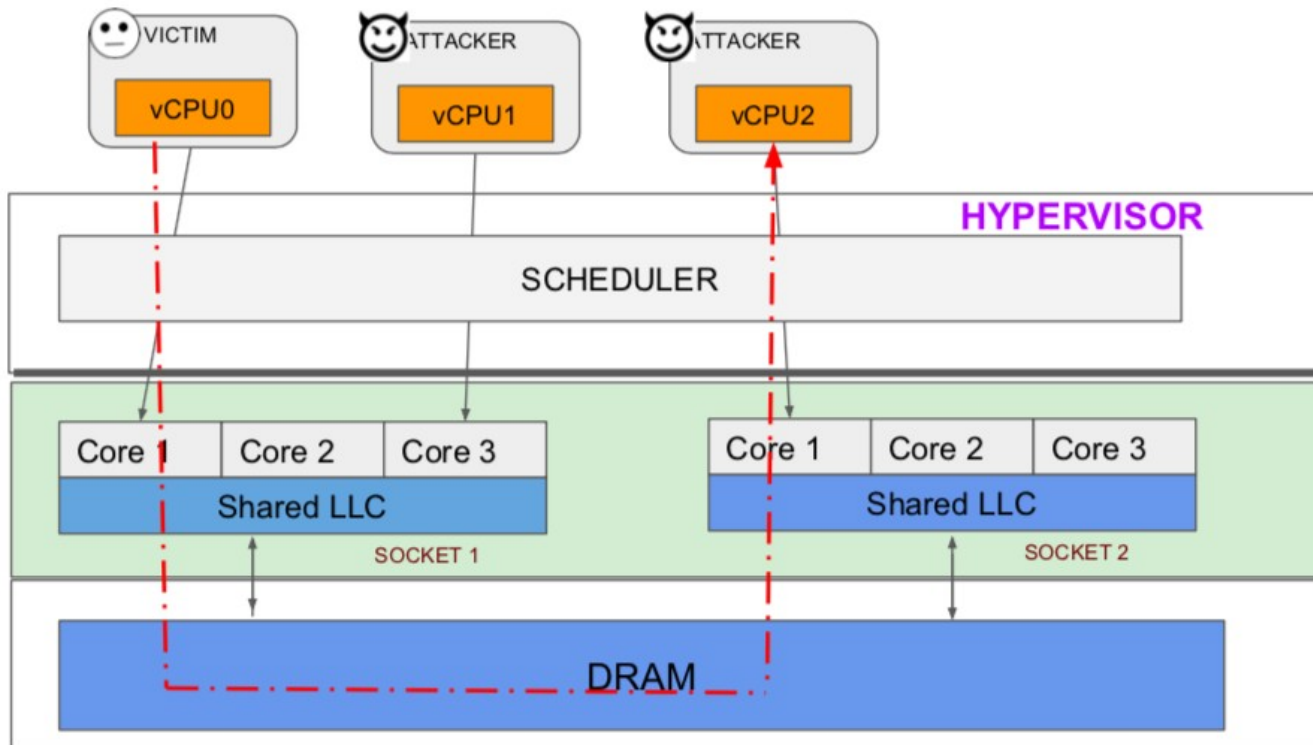 VICTIM
ATTACKER
ATTACKER
vCPU0
vCPU1
vCPU2
HYPERVISOR
SCHEDULER
Core 1
Core 2
Core 3
Core 1
Core 2
Core 3
Shared LLC
Shared LLC
SOCKET 1
SOCKET 2
DRAM